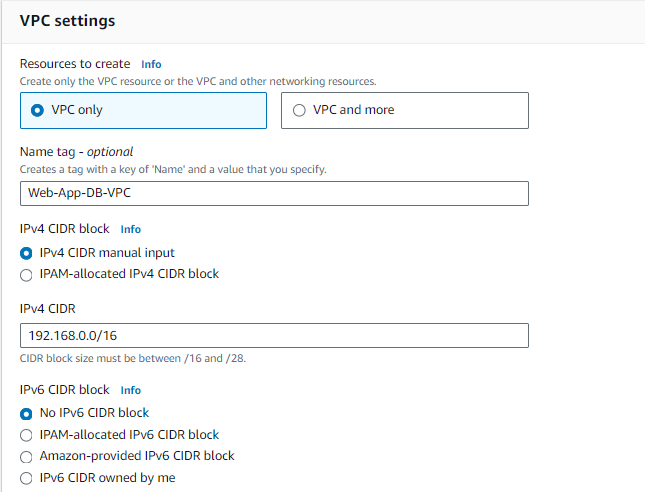 VPC settings
Resources to create Info
Create only the VPC resource or the VPC and other networking resources.
VPC only VPC and more
Name tag - optional
Creates a tag with a key of 'Name' and a value that you specify.
Web-App-DB-VPC
IPv4 CIDR block Info
IPv4 CIDR manual input
IPAM-allocated IPv4 CIDR block
IPv4 CIDR
192.168.0.0/16
CIDR block size must be between /16 and /28.
IPv6 CIDR block Info
No IPv6 CIDR block
IPAM-allocated IPv6 CIDR block
Amazon-provided IPv6 CIDR block
IPv6 CIDR owned by me